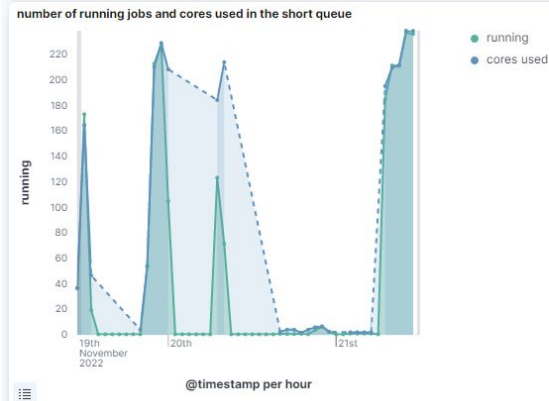 number of running jobs and cores used in the short queue
running
cores used
running
220
200
180
160
140
120
100
80
60
40
20
0
19th
November
2022
20th
21st
@timestamp per hour